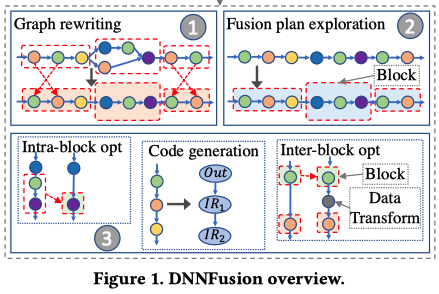 Graph rewriting
1
Fusion plan exploration
2
Block
Intra-block opt
3
Code generation
Out
IR1
IR2
Inter-block opt
Block
Data
Transform
Figure 1. DNNFusion overview.